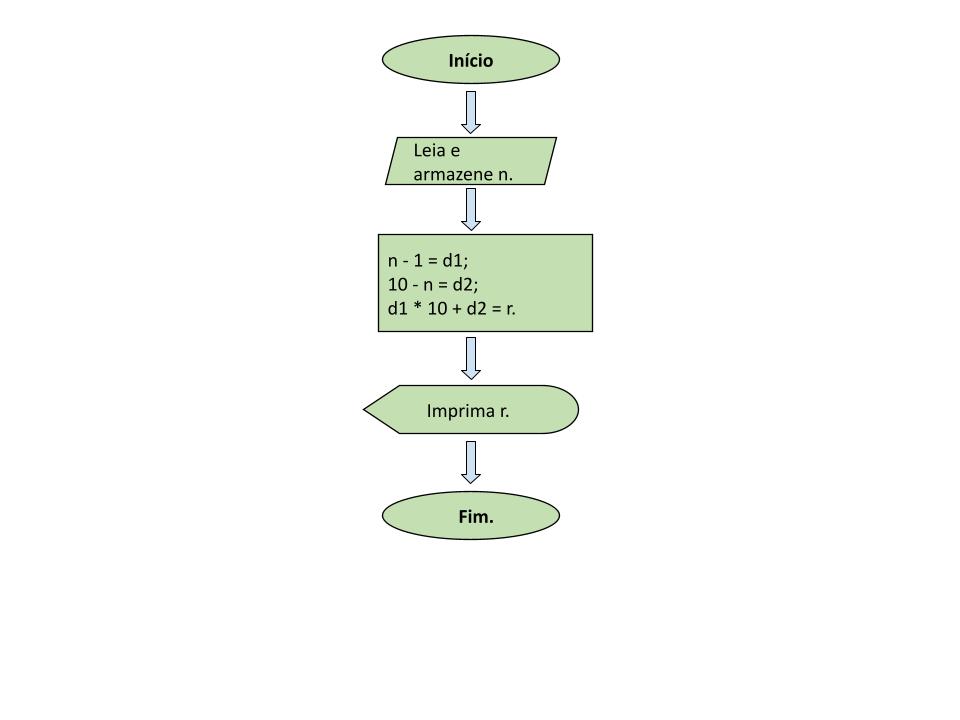 Início
Leia e
armazene n.
n - 1 = d1;
10 - n = d2;
d1 * 10 + d2 = r.
Imprima r.
Fim.